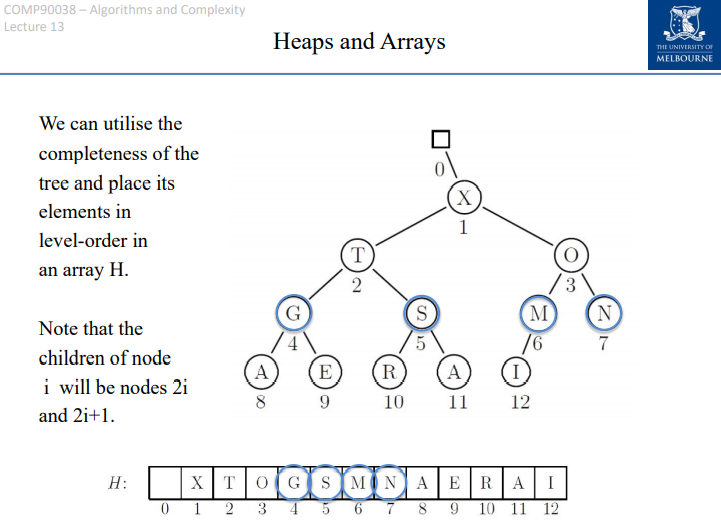 COMP90038 – Algorithms and Complexity
Lecture 13
Heaps and Arrays
THE UNIVERSITY OF
MELBOURNE
We can utilise the
completeness of the
tree and place its
elements in
level-order in
an array H.
Note that the
children of node
i will be nodes 2i
and 2i+1.
0
X
1
T O
2 3
G S M N
4 5 6 7
A E R A I
8 9 10 11 12
H: X T O G S M N A E R A I
0 1 2 3 4 5 6 7 8 9 10 11 12